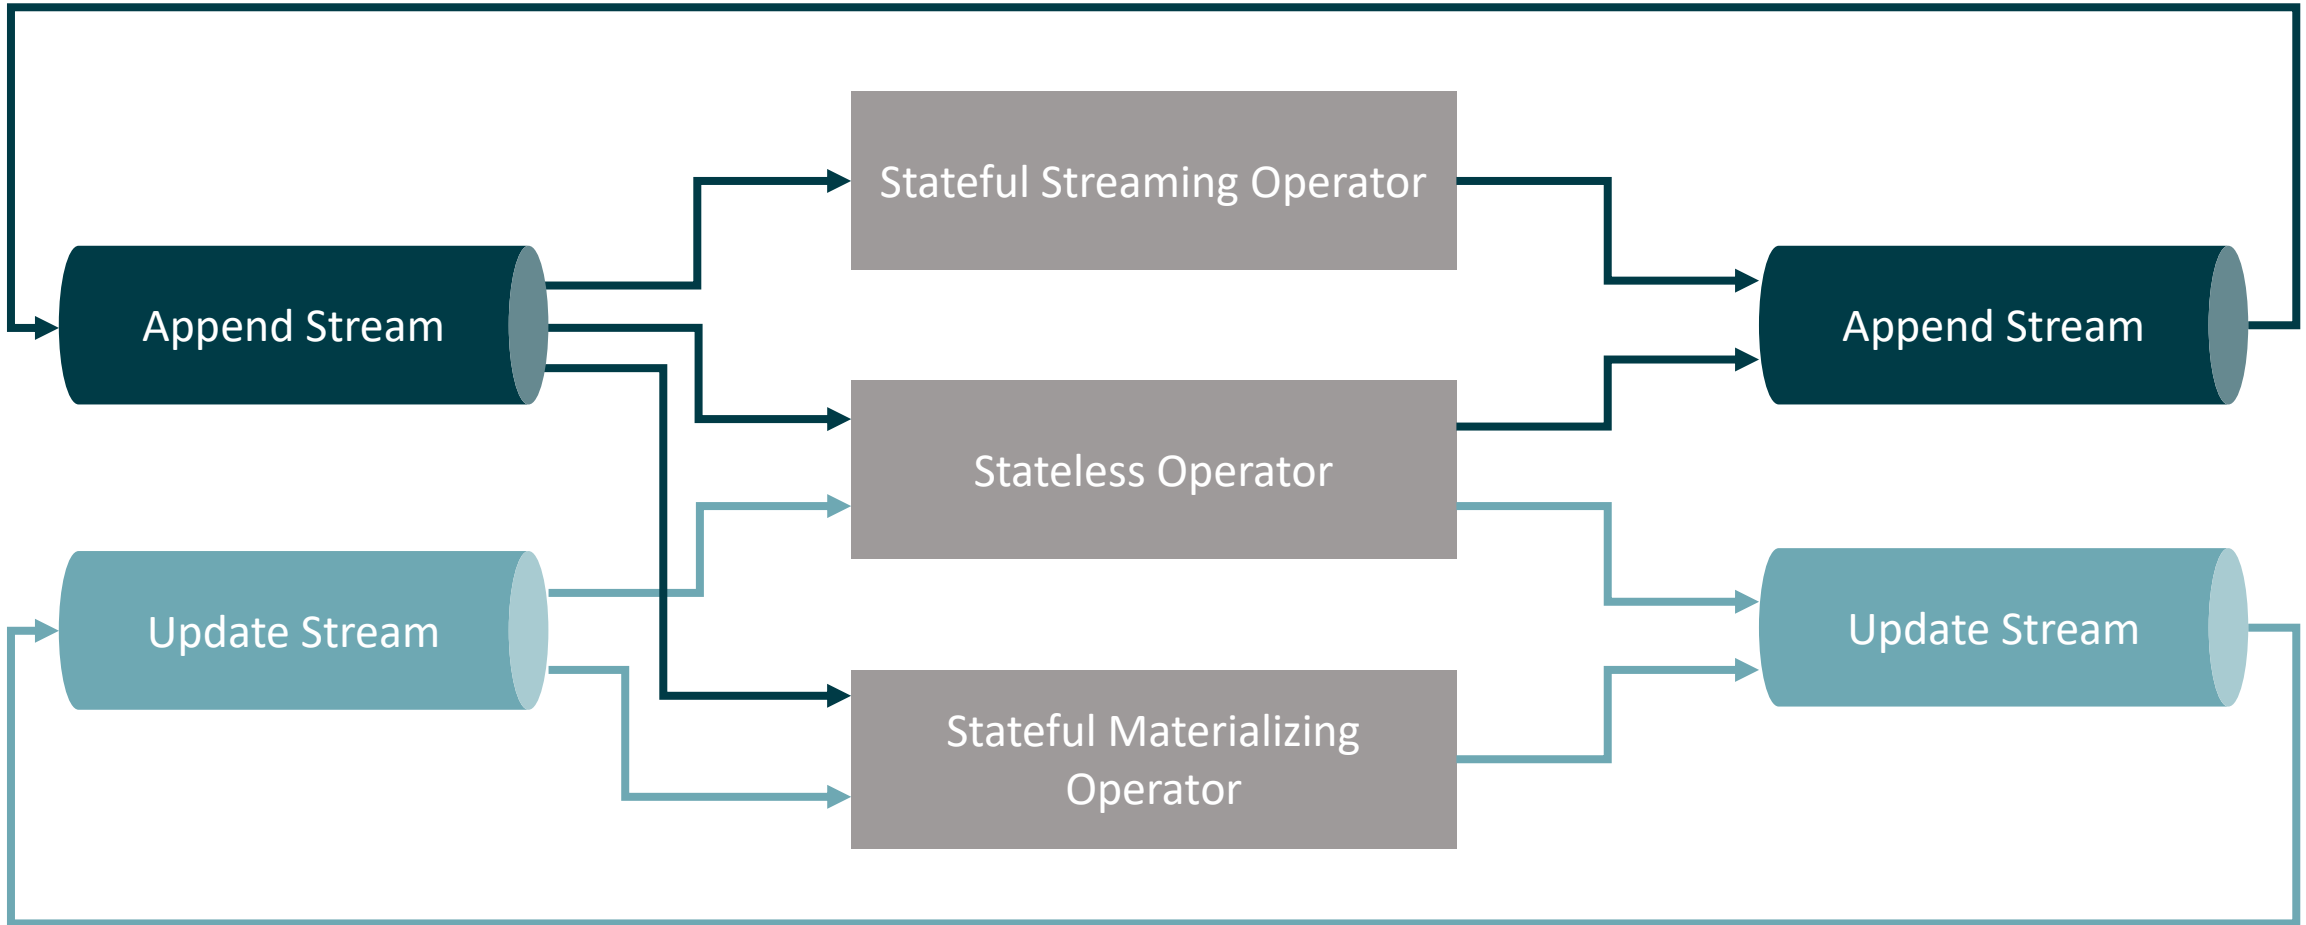 Stateful Streaming Operator
Append Stream
Append Stream
Stateless Operator
Update Stream
Update Stream
Stateful Materializing
Operator